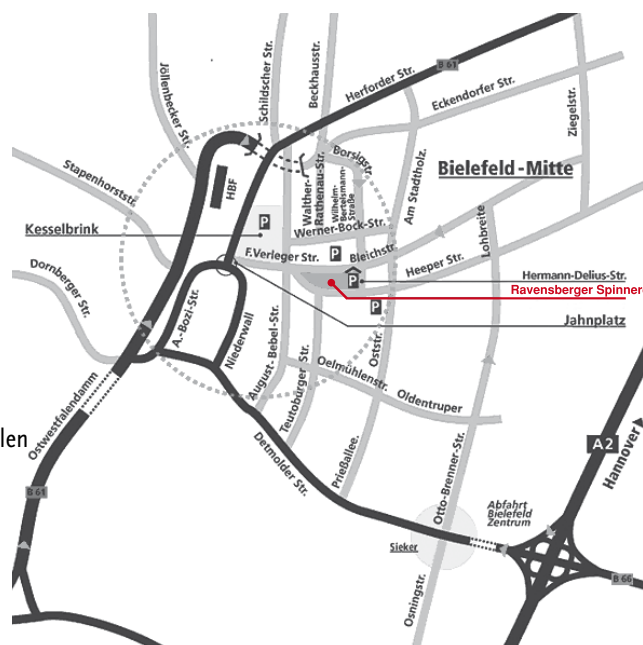 B 61
Jöllenbecker Str.
Schildscher Str.
Beckhausstr.
Herforder Str.
Eckendorfer Str.
Ziegelstr.
Stapenhorststr.
HBF
Walther-
Rathenau-Str.
Borsigstr.
Wilhelm-
Bertelsmann-
Straße
Am Stadtholz.
Bielefeld-Mitte
Lohbreite
Kesselbrink
P
Werner-Bock-Str.
P
F.Verleger Str.
Bleichstr.
Heeper Str.
Dornberger Str.
P
Hermann-Delius-Str.
Ravensberger Spinner
P
Jahnplatz
A.-Bozi-Str.
Niederwall
August-Bebel-Str.
Teutoburger Str.
Oststr.
Oelmühlenstr.
Oldentruper
Ostwestfalendamm
len
Detmolder Str.
Prießallee.
Otto-Brenner-Str.
A2
Hannover
B 61
Abfahrt
Bielefeld
Zentrum
Sieker
Osningstr.
B 66